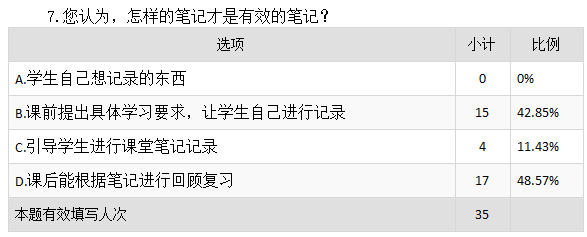 7.您认为，怎样的笔记才是有效的笔记？
选项 小计 比例
A.学生自己想记录的东西 0 0%
B.课前提出具体学习要求，让学生自己进行记录 15 42.85%
C.引导学生进行课堂笔记记录 4 11.43%
D.课后能根据笔记进行回顾复习 17 48.57%
本题有效填写人次 35